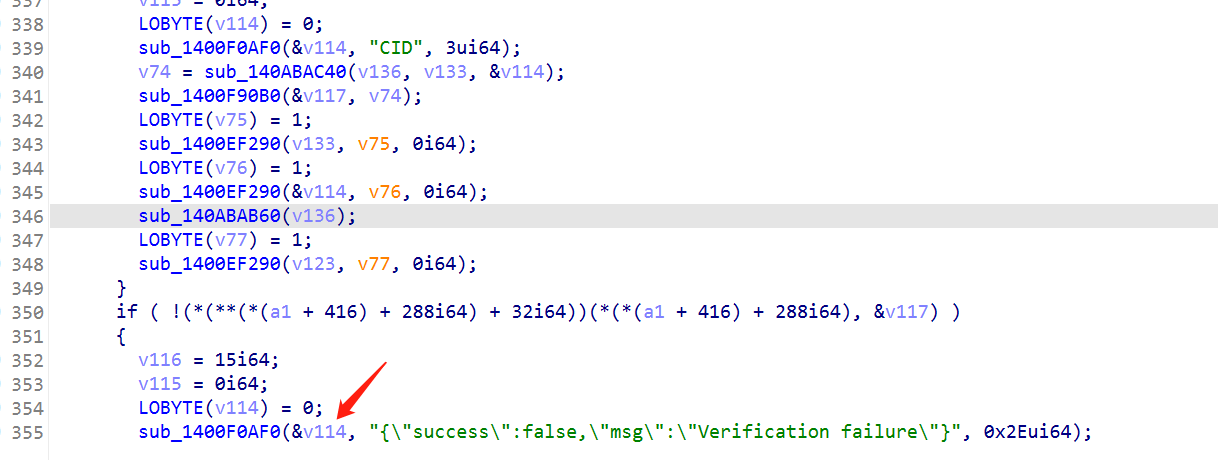 337 v115 = 0i64;
338 LOBYTE(v114) = 0;
339 sub_1400F0AF0(&v114, "CID", 3ui64);
340 v74 = sub_140ABAC40(v136, v133, &v114);
341 sub_1400F90B0(&v117, v74);
342 LOBYTE(v75) = 1;
343 sub_1400EF290(v133, v75, 0i64);
344 LOBYTE(v76) = 1;
345 sub_1400EF290(&v114, v76, 0i64);
346 sub_140ABAB60(v136);
347 LOBYTE(v77) = 1;
348 sub_1400EF290(v123, v77, 0i64);
349 }
350 if ( !(*(**(*(a1 + 416) + 288i64) + 32i64))(*(*(a1 + 416) + 288i64), &v117) )
351 {
352 v116 = 15i64;
353 v115 = 0i64;
354 LOBYTE(v114) = 0;
355 sub_1400F0AF0(&v114, "{\"success\":false,\"msg\":\"Verification failure\"}", 0x2Eui64);